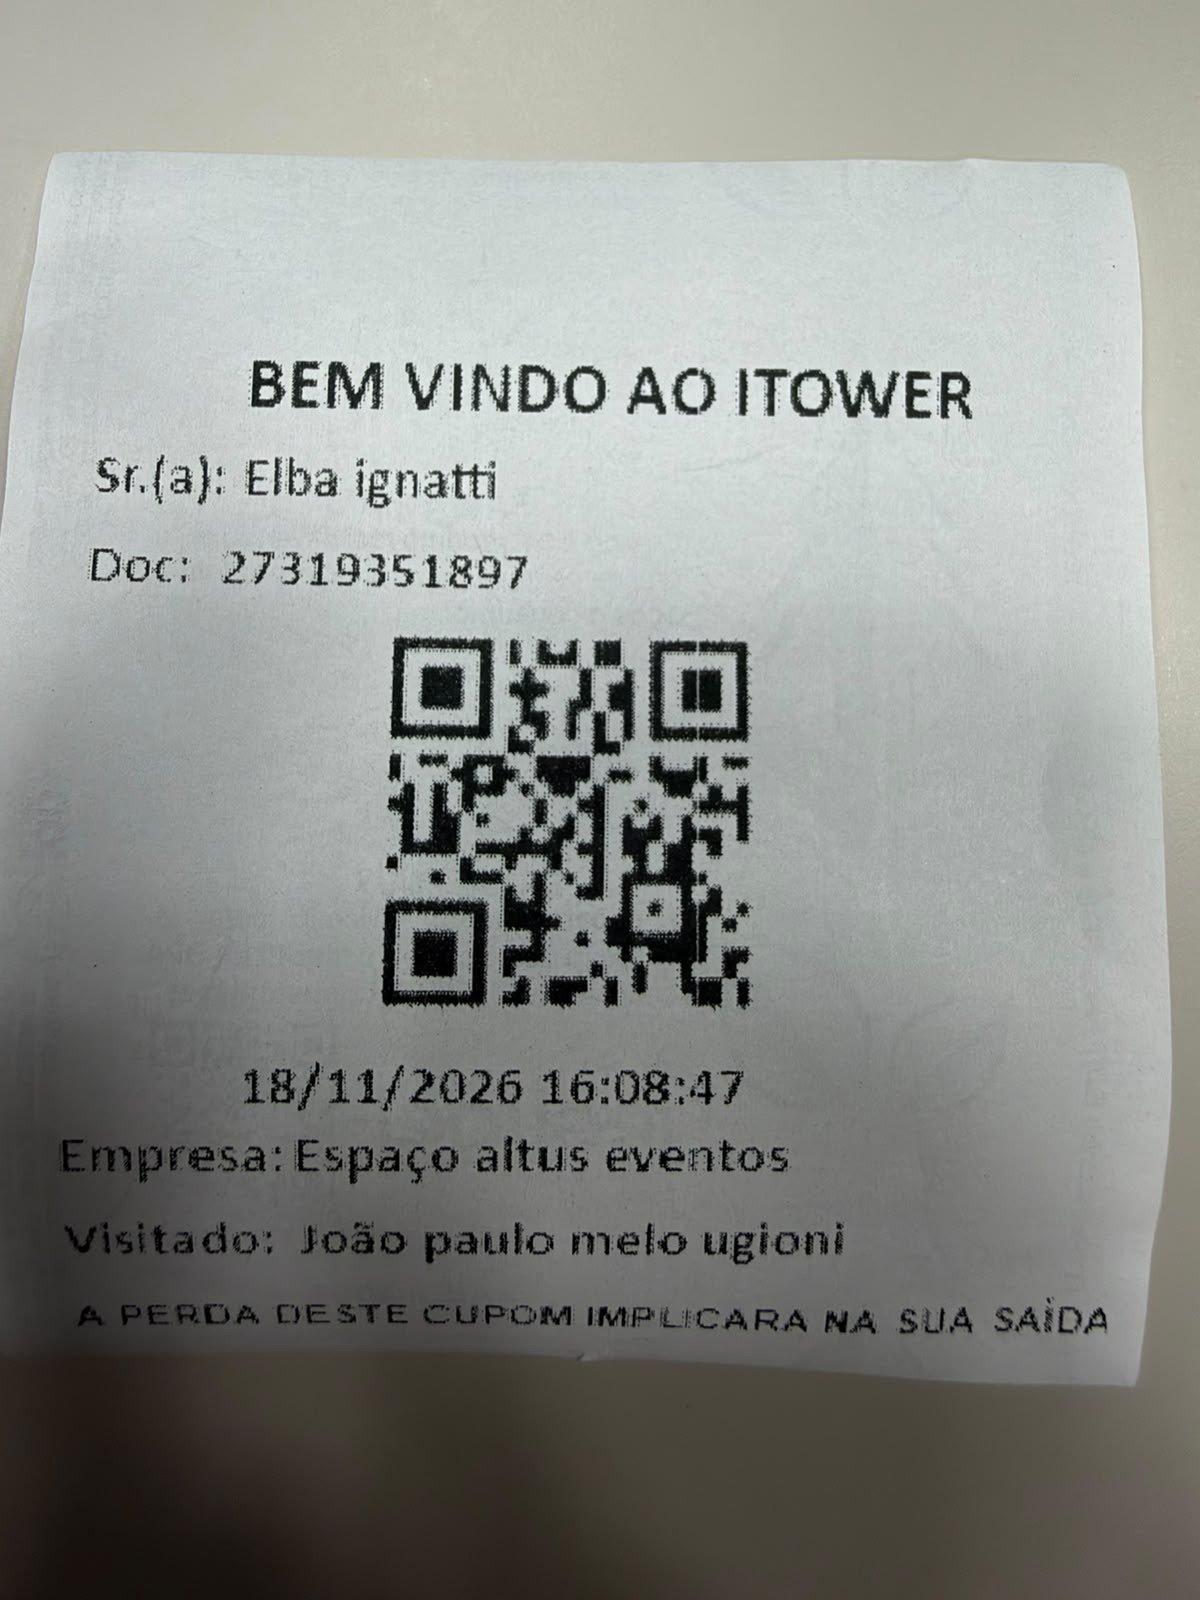 BEM VINDO AO ITOWER
Sr.(a): Elba ignatti
Doc: 27319351897
18/11/2026 16:08:47
Empresa: Espaço altus eventos
Visitado: João paulo melo ugioni
A PERDA DESTE CUPOM IMPLICARA NA SUA SAÍDA